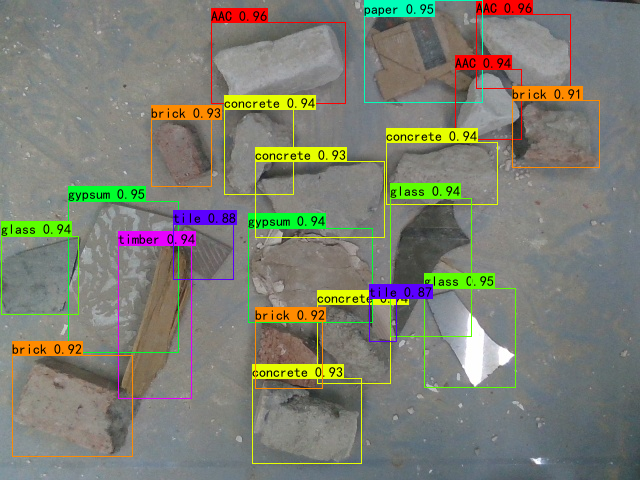 paper 0.95
AAC 0.96
AAC 0.96
AAC 0.94
brick 0.91
concrete 0.94
brick 0.93
concrete 0.94
concrete 0.93
glass 0.94
gypsum 0.95
tile 0.88
gypsum 0.94
glass 0.94
timber 0.94
glass 0.95
tile 0.87
concrete
brick 0.92
brick 0.92
concrete 0.93